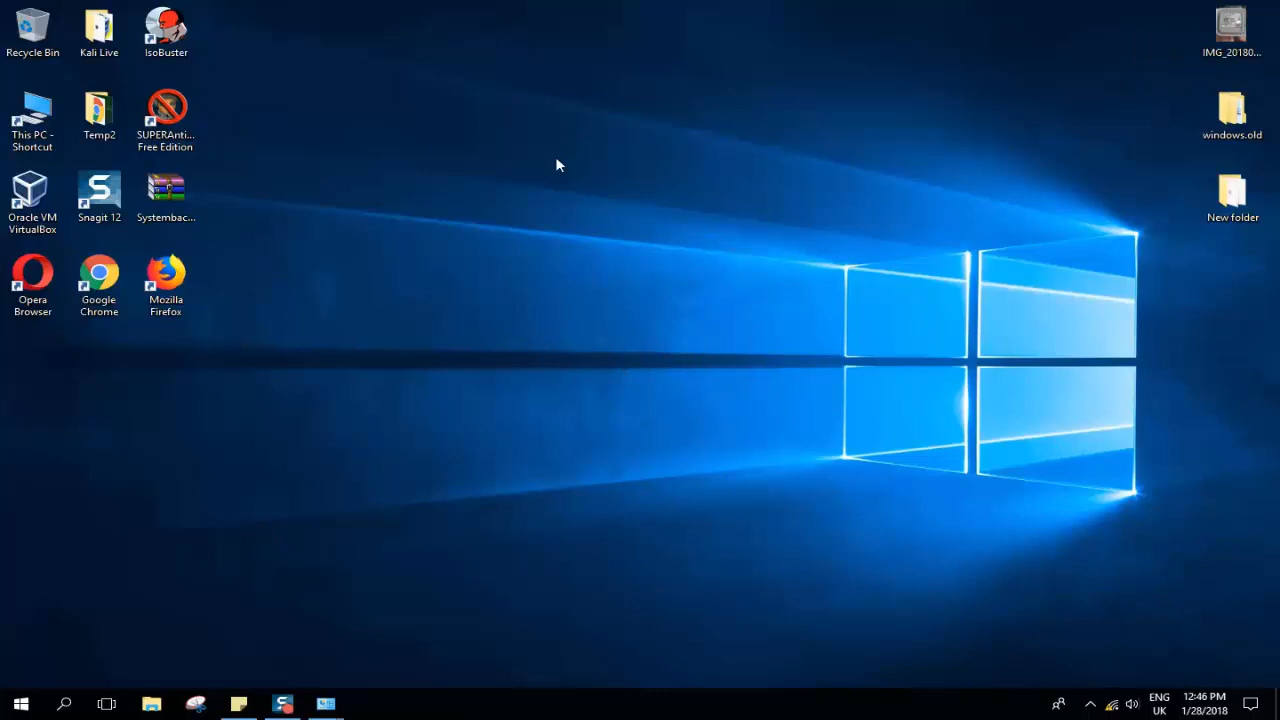 Recycle Bin
Kali Live
IsoBuster
IMG_20180...
This PC -
Shortcut
Temp2
SUPERAnti...
Free Edition
windows.old
Oracle VM
VirtualBox
Snagit 12
Systembac...
New folder
Opera
Browser
Google
Chrome
Mozilla
Firefox
ENG
UK
12:46 PM
1/28/2018